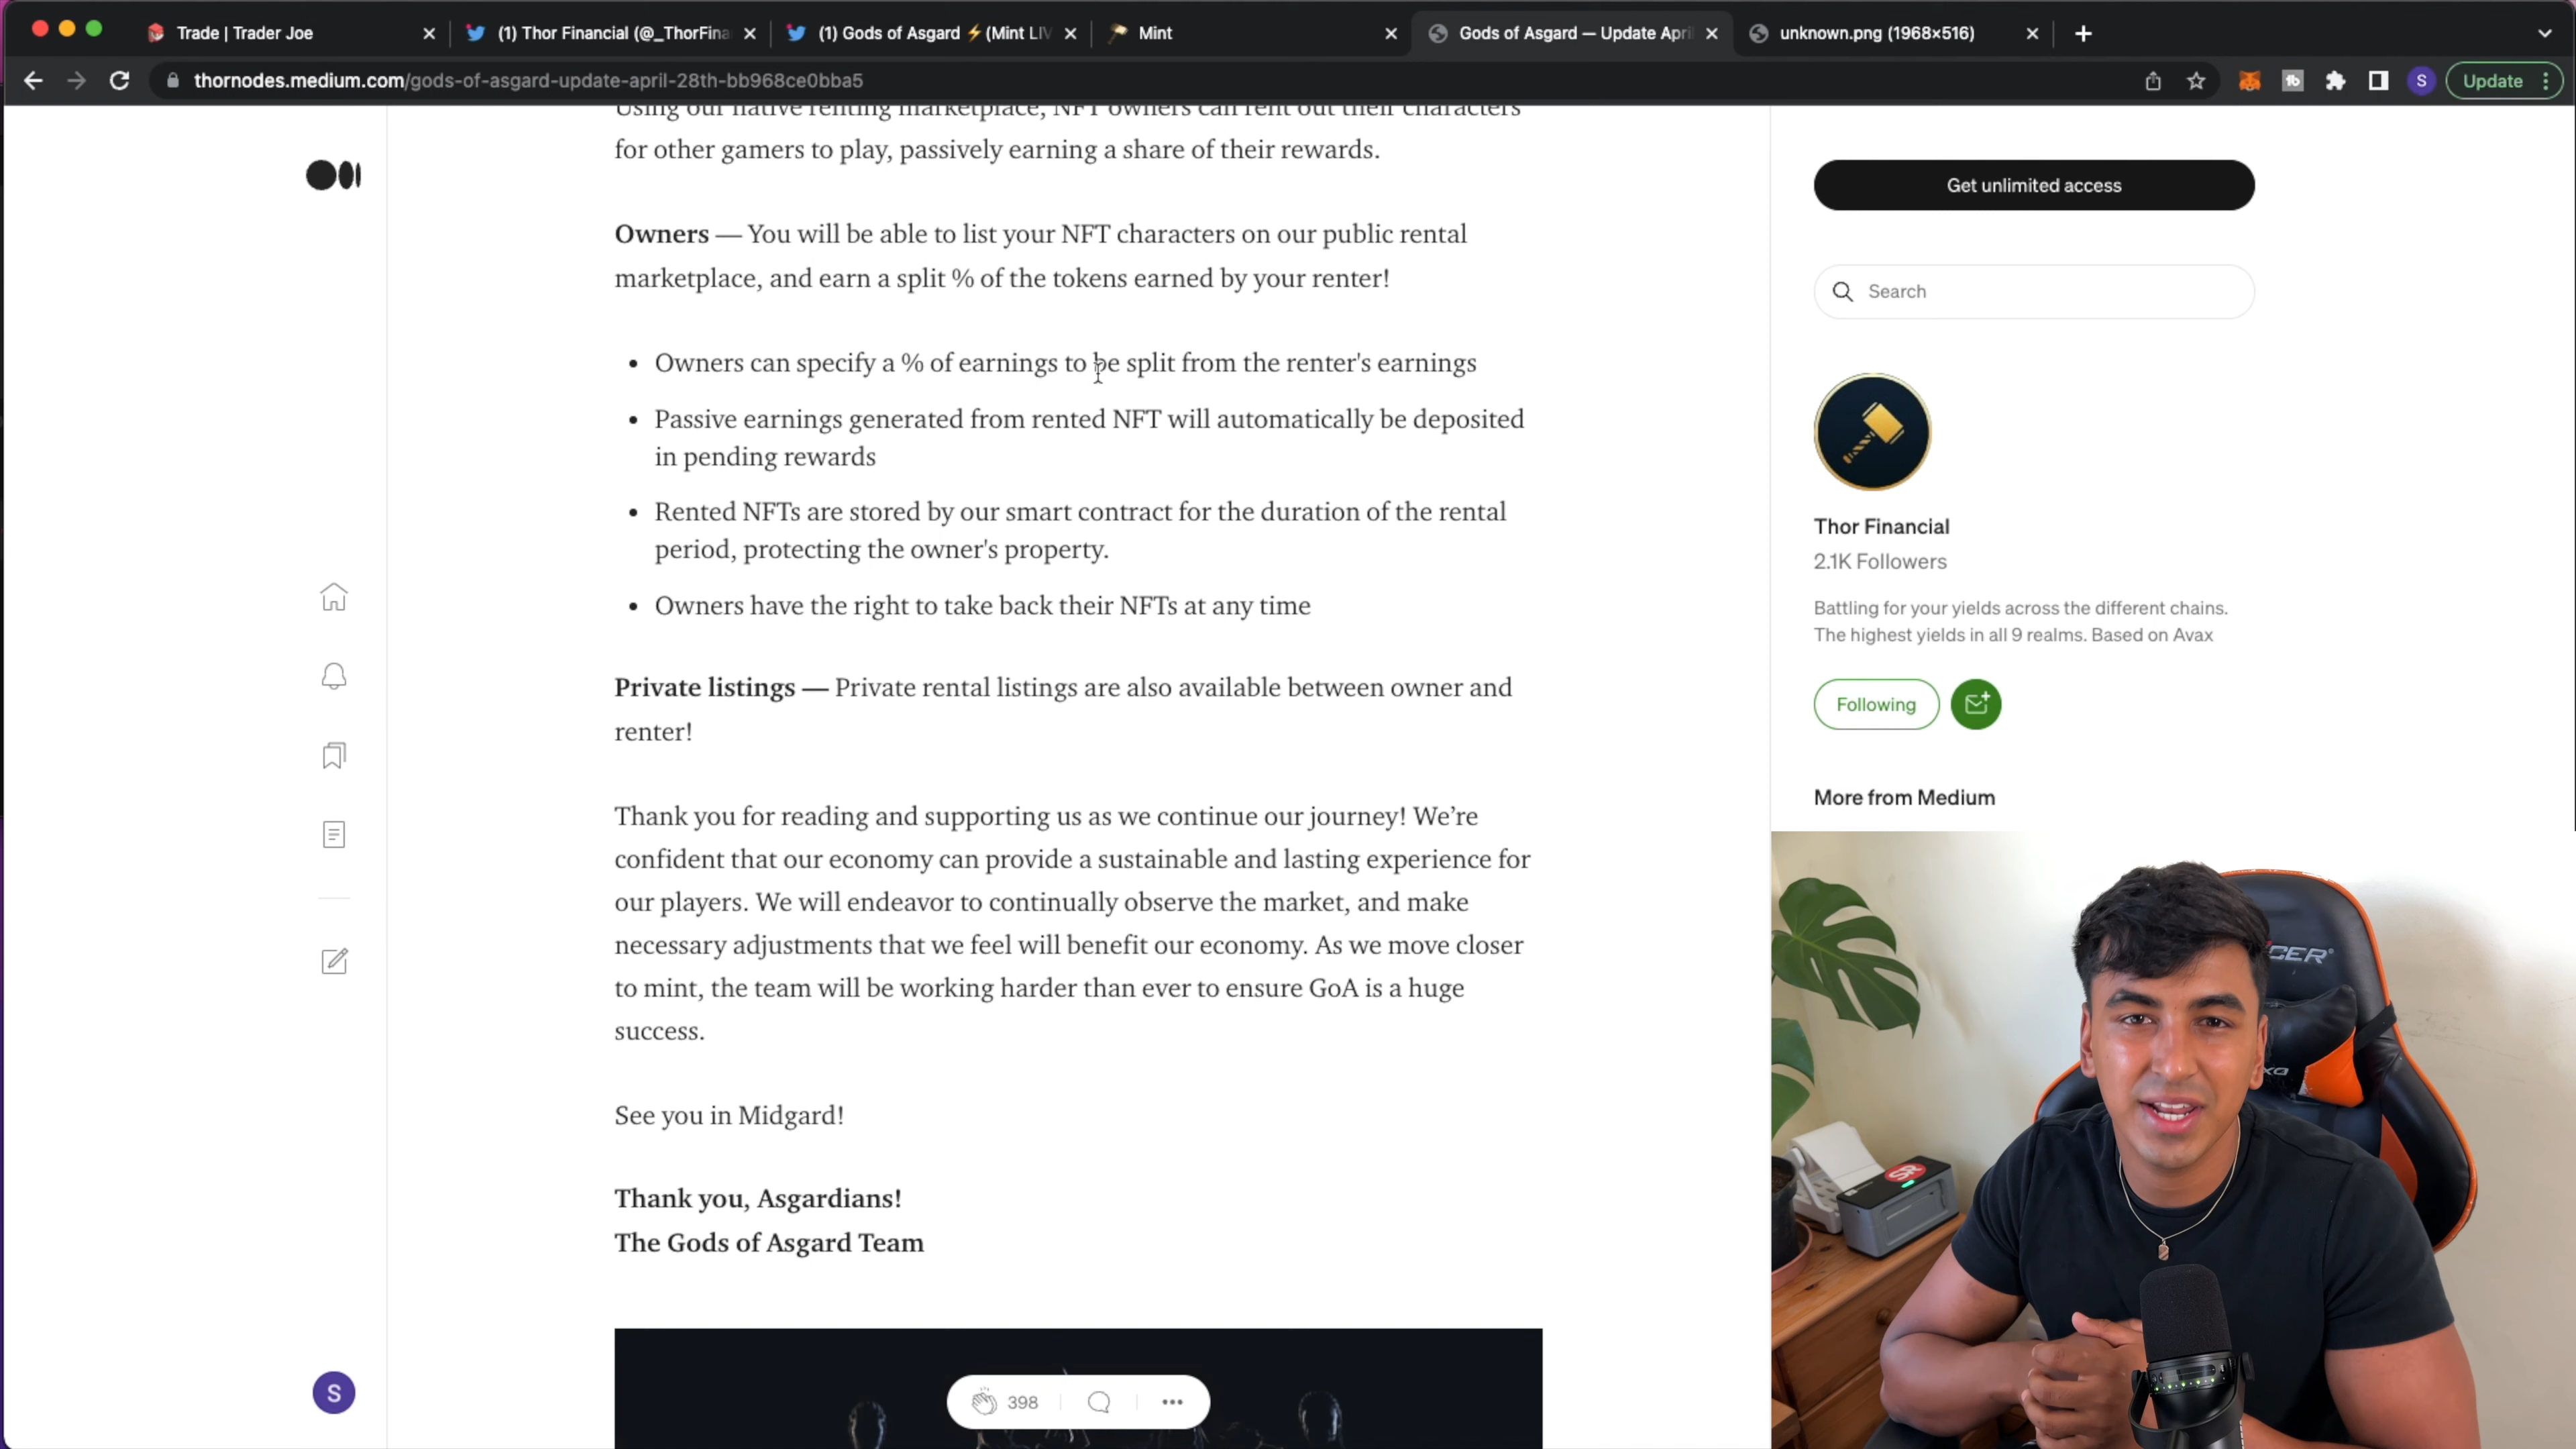 Trade | Trader Joe
(1) Thor Financial (@_ThorFina
(1) Gods of Asgard ⚡(Mint LIV
Mint
Gods of Asgard — Update Apri
unknown.png (1968×516)
thornodes.medium.com/gods-of-asgard-update-april-28th-bb968ce0bba5
S
Update
Using our native renting marketplace, NFT owners can rent out their characters
for other gamers to play, passively earning a share of their rewards.
Owners — You will be able to list your NFT characters on our public rental
marketplace, and earn a split % of the tokens earned by your renter!
• Owners can specify a % of earnings to be split from the renter's earnings
• Passive earnings generated from rented NFT will automatically be deposited
in pending rewards
• Rented NFTs are stored by our smart contract for the duration of the rental
period, protecting the owner's property.
• Owners have the right to take back their NFTs at any time
Private listings — Private rental listings are also available between owner and
renter!
Thank you for reading and supporting us as we continue our journey! We’re
confident that our economy can provide a sustainable and lasting experience for
our players. We will endeavor to continually observe the market, and make
necessary adjustments that we feel will benefit our economy. As we move closer
to mint, the team will be working harder than ever to ensure GoA is a huge
success.
See you in Midgard!
Thank you, Asgardians!
The Gods of Asgard Team
398
S
Get unlimited access
Search
Thor Financial
2.1K Followers
Battling for your yields across the different chains.
The highest yields in all 9 realms. Based on Avax
Following
More from Medium
SR